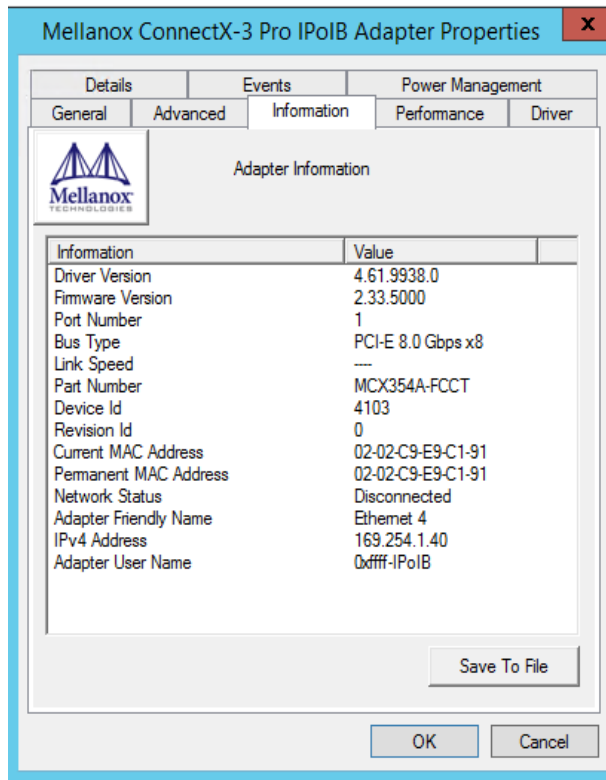 Mellanox ConnectX-3 Pro IPoIB Adapter Properties
x
Details Events Power Management
General Advanced Information Performance Driver
Mellanox
TECHNOLOGIES
Adapter Information
Information Value
Driver Version 4.61.9938.0
Firmware Version 2.33.5000
Port Number 1
Bus Type PCI-E 8.0 Gbps x8
Link Speed ----
Part Number MCX354A-FCCT
Device Id 4103
Revision Id 0
Current MAC Address 02-02-C9-E9-C1-91
Permanent MAC Address 02-02-C9-E9-C1-91
Network Status Disconnected
Adapter Friendly Name Ethernet 4
IPv4 Address 169.254.1.40
Adapter User Name 0xffff-IPoIB
Save To File
OK Cancel